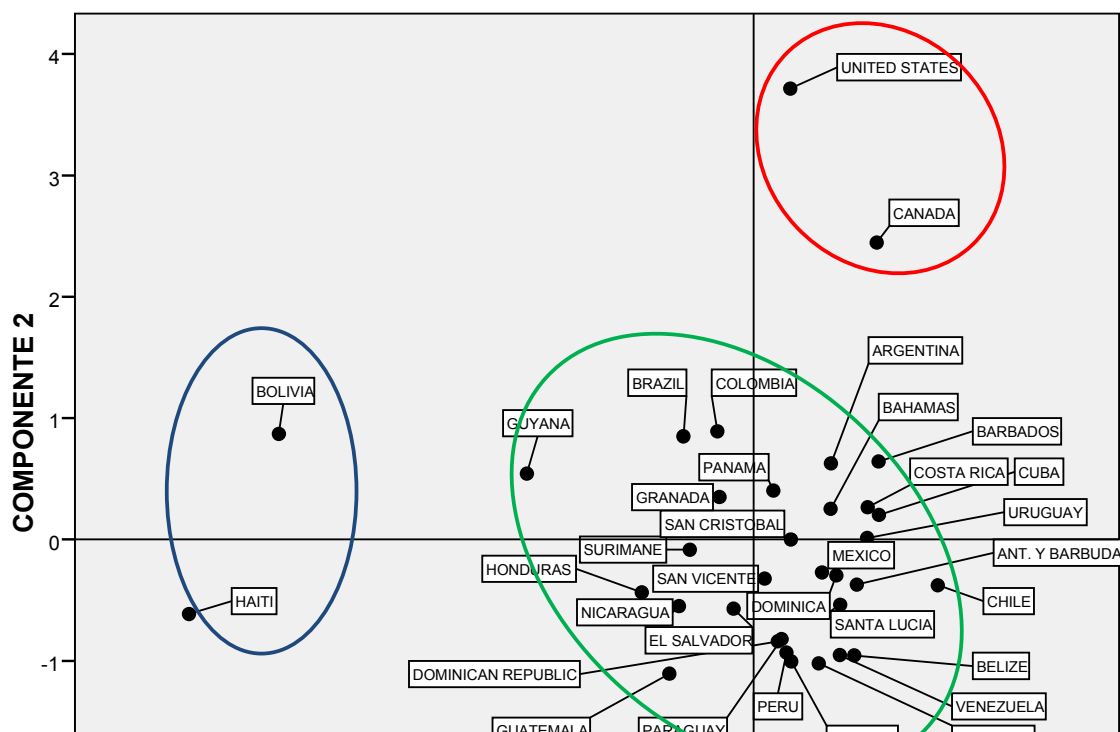 4
UNITED STATES
3
CANADA
2
COMPONENTE 2
ARGENTINA
BRAZIL
COLOMBIA
BOLIVIA
BAHAMAS
1
GUYANA
BARBADOS
PANAMA
COSTA RICA
CUBA
GRANADA
URUGUAY
SAN CRISTOBAL
0
SURIMANE
MEXICO
ANT. Y BARBUDA
HONDURAS
SAN VICENTE
HAITI
DOMINICA
CHILE
NICARAGUA
SANTA LUCIA
EL SALVADOR
-1
DOMINICAN REPUBLIC
BELIZE
PERU
VENEZUELA
GUATEMALA
PARAGUAY